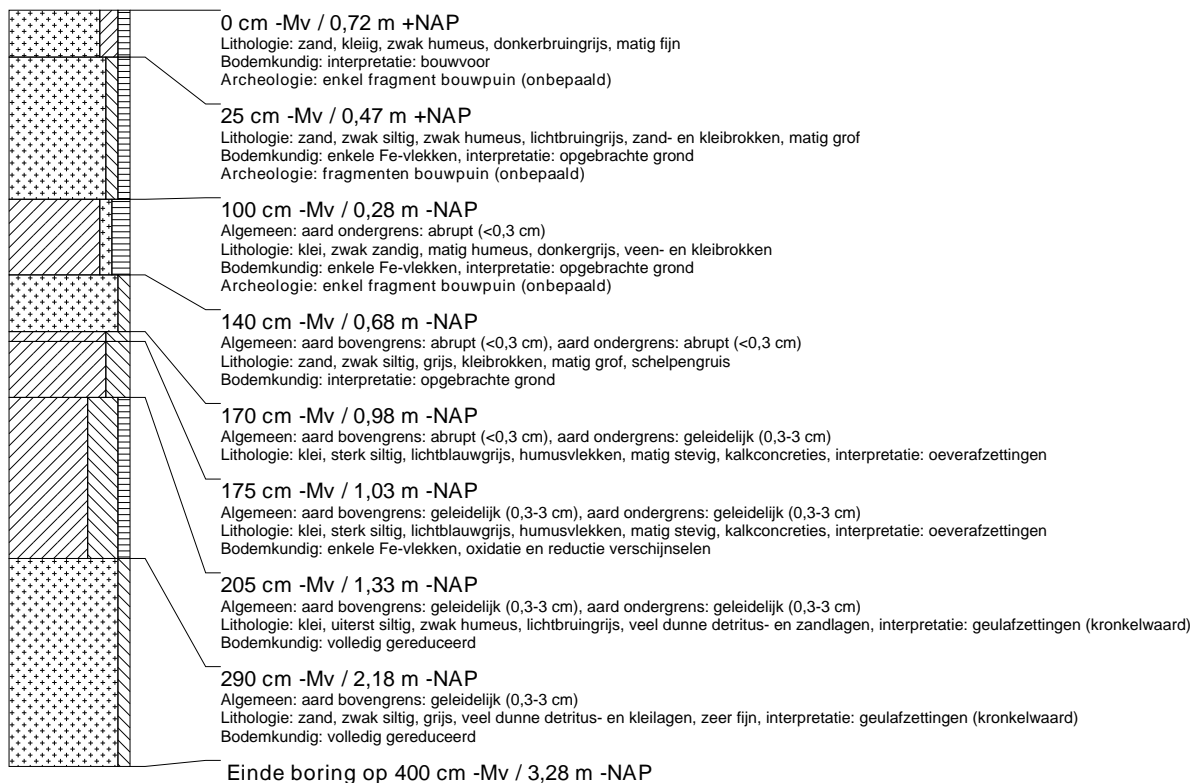 0 cm -Mv / 0,72 m +NAP
Lithologie: zand, kleiig, zwak humeus, donkerbruingrijs, matig fijn
Bodemkundig: interpretatie: bouwvoor
Archeologie: enkel fragment bouwpuin (onbepaald)
25 cm -Mv / 0,47 m +NAP
Lithologie: zand, zwak siltig, zwak humeus, lichtbruingrijs, zand- en kleibrokken, matig grof
Bodemkundig: enkele Fe-vlekken, interpretatie: opgebrachte grond
Archeologie: fragmenten bouwpuin (onbepaald)
100 cm -Mv / 0,28 m -NAP
Algemeen: aard ondergrens: abrupt (<0,3 cm)
Lithologie: klei, zwak zandig, matig humeus, donkergrijs, veen- en kleibrokken
Bodemkundig: enkele Fe-vlekken, interpretatie: opgebrachte grond
Archeologie: enkel fragment bouwpuin (onbepaald)
140 cm -Mv / 0,68 m -NAP
Algemeen: aard bovengrens: abrupt (<0,3 cm), aard ondergrens: abrupt (<0,3 cm)
Lithologie: zand, zwak siltig, grijs, kleibrokken, matig grof, schelpengruis
Bodemkundig: interpretatie: opgebrachte grond
170 cm -Mv / 0,98 m -NAP
Algemeen: aard bovengrens: abrupt (<0,3 cm), aard ondergrens: geleidelijk (0,3-3 cm)
Lithologie: klei, sterk siltig, lichtblauwgrijs, humusvlekken, matig stevig, kalkconcreties, interpretatie: oeverafzettingen
175 cm -Mv / 1,03 m -NAP
Algemeen: aard bovengrens: geleidelijk (0,3-3 cm), aard ondergrens: geleidelijk (0,3-3 cm)
Lithologie: klei, sterk siltig, lichtblauwgrijs, humusvlekken, matig stevig, kalkconcreties, interpretatie: oeverafzettingen
Bodemkundig: enkele Fe-vlekken, oxidatie en reductie verschijnselen
205 cm -Mv / 1,33 m -NAP
Algemeen: aard bovengrens: geleidelijk (0,3-3 cm), aard ondergrens: geleidelijk (0,3-3 cm)
Lithologie: klei, uiterst siltig, zwak humeus, lichtbruingrijs, veel dunne detritus- en zandlagen, interpretatie: geulafzettingen (kronkelwaard)
Bodemkundig: volledig gereduceerd
290 cm -Mv / 2,18 m -NAP
Algemeen: aard bovengrens: geleidelijk (0,3-3 cm)
Lithologie: zand, zwak siltig, grijs, veel dunne detritus- en kleilagen, zeer fijn, interpretatie: geulafzettingen (kronkelwaard)
Bodemkundig: volledig gereduceerd
Einde boring op 400 cm -Mv / 3,28 m -NAP